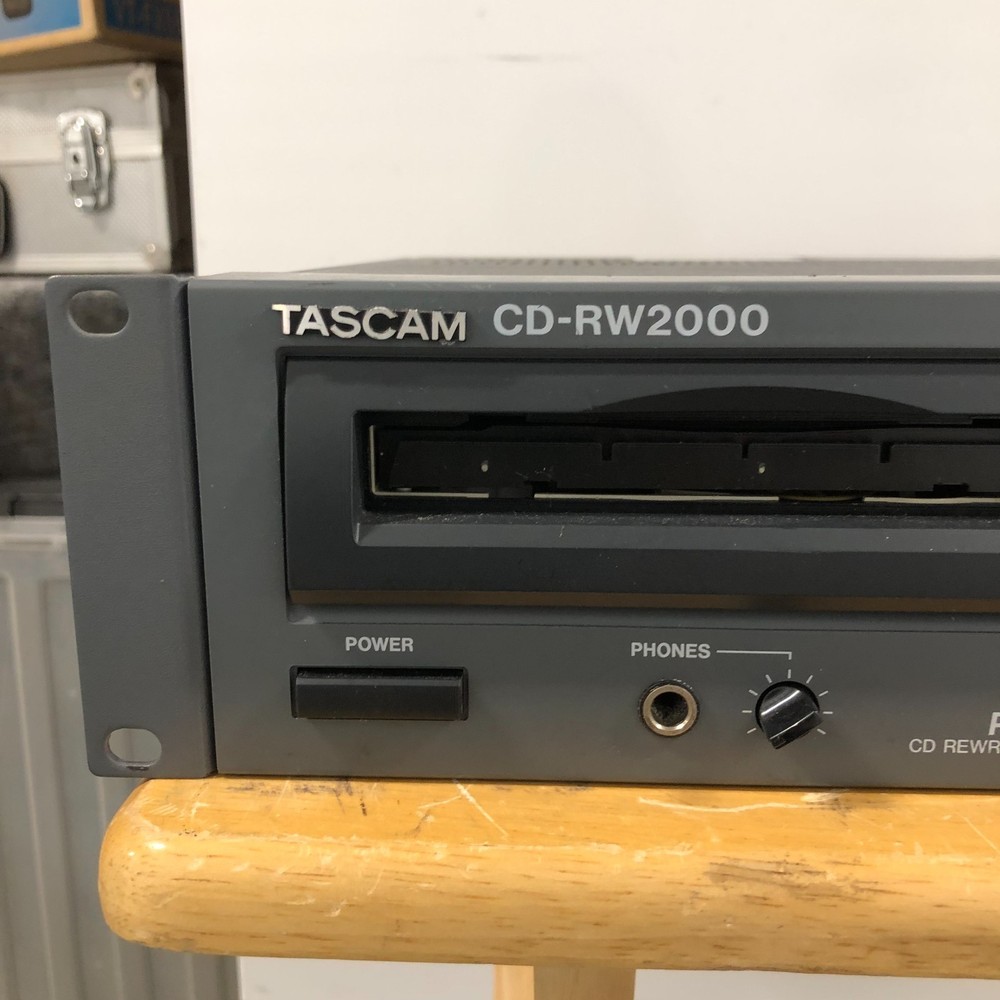 TASCAM CD-RW2000
POWER
PHONES
CD REWR